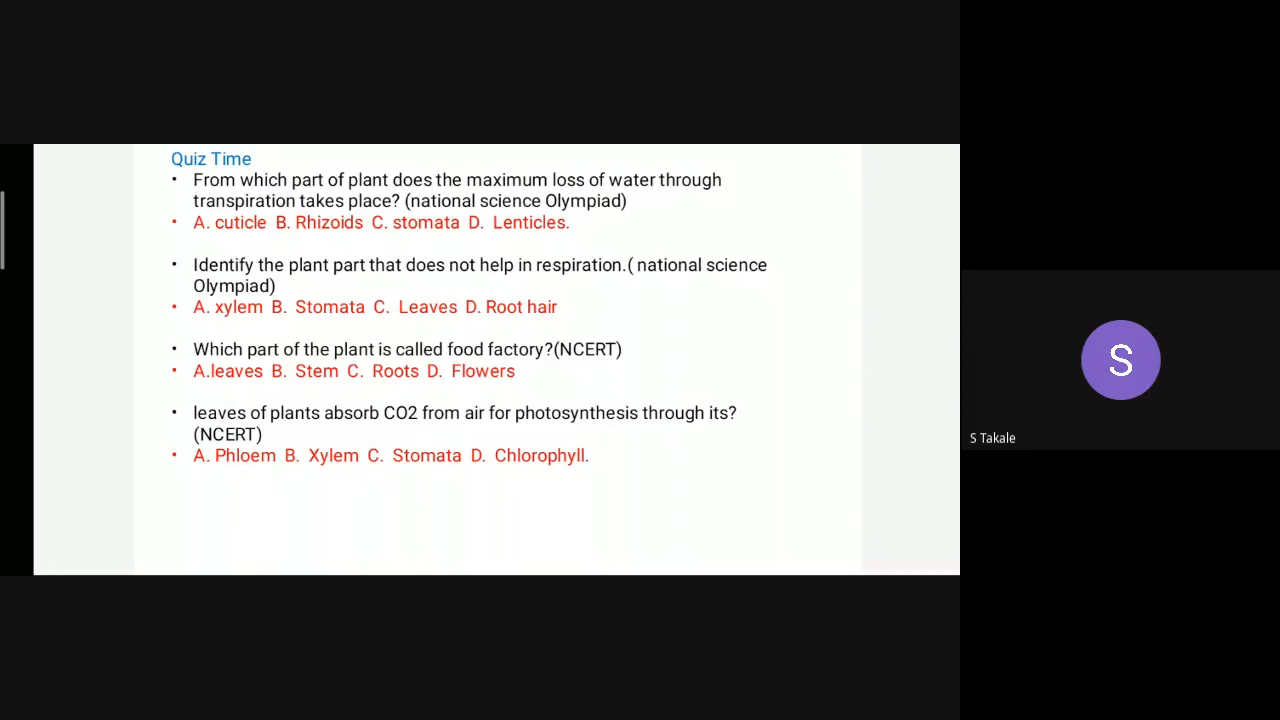 Quiz Time
• From which part of plant does the maximum loss of water through
transpiration takes place? (national science Olympiad)
• A. cuticle B. Rhizoids C. stomata D. Lenticles.
• Identify the plant part that does not help in respiration.( national science
Olympiad)
• A. xylem B. Stomata C. Leaves D. Root hair
• Which part of the plant is called food factory?(NCERT)
• A.leaves B. Stem C. Roots D. Flowers
• leaves of plants absorb CO2 from air for photosynthesis through its?
(NCERT)
• A. Phloem B. Xylem C. Stomata D. Chlorophyll.
S
S Takale